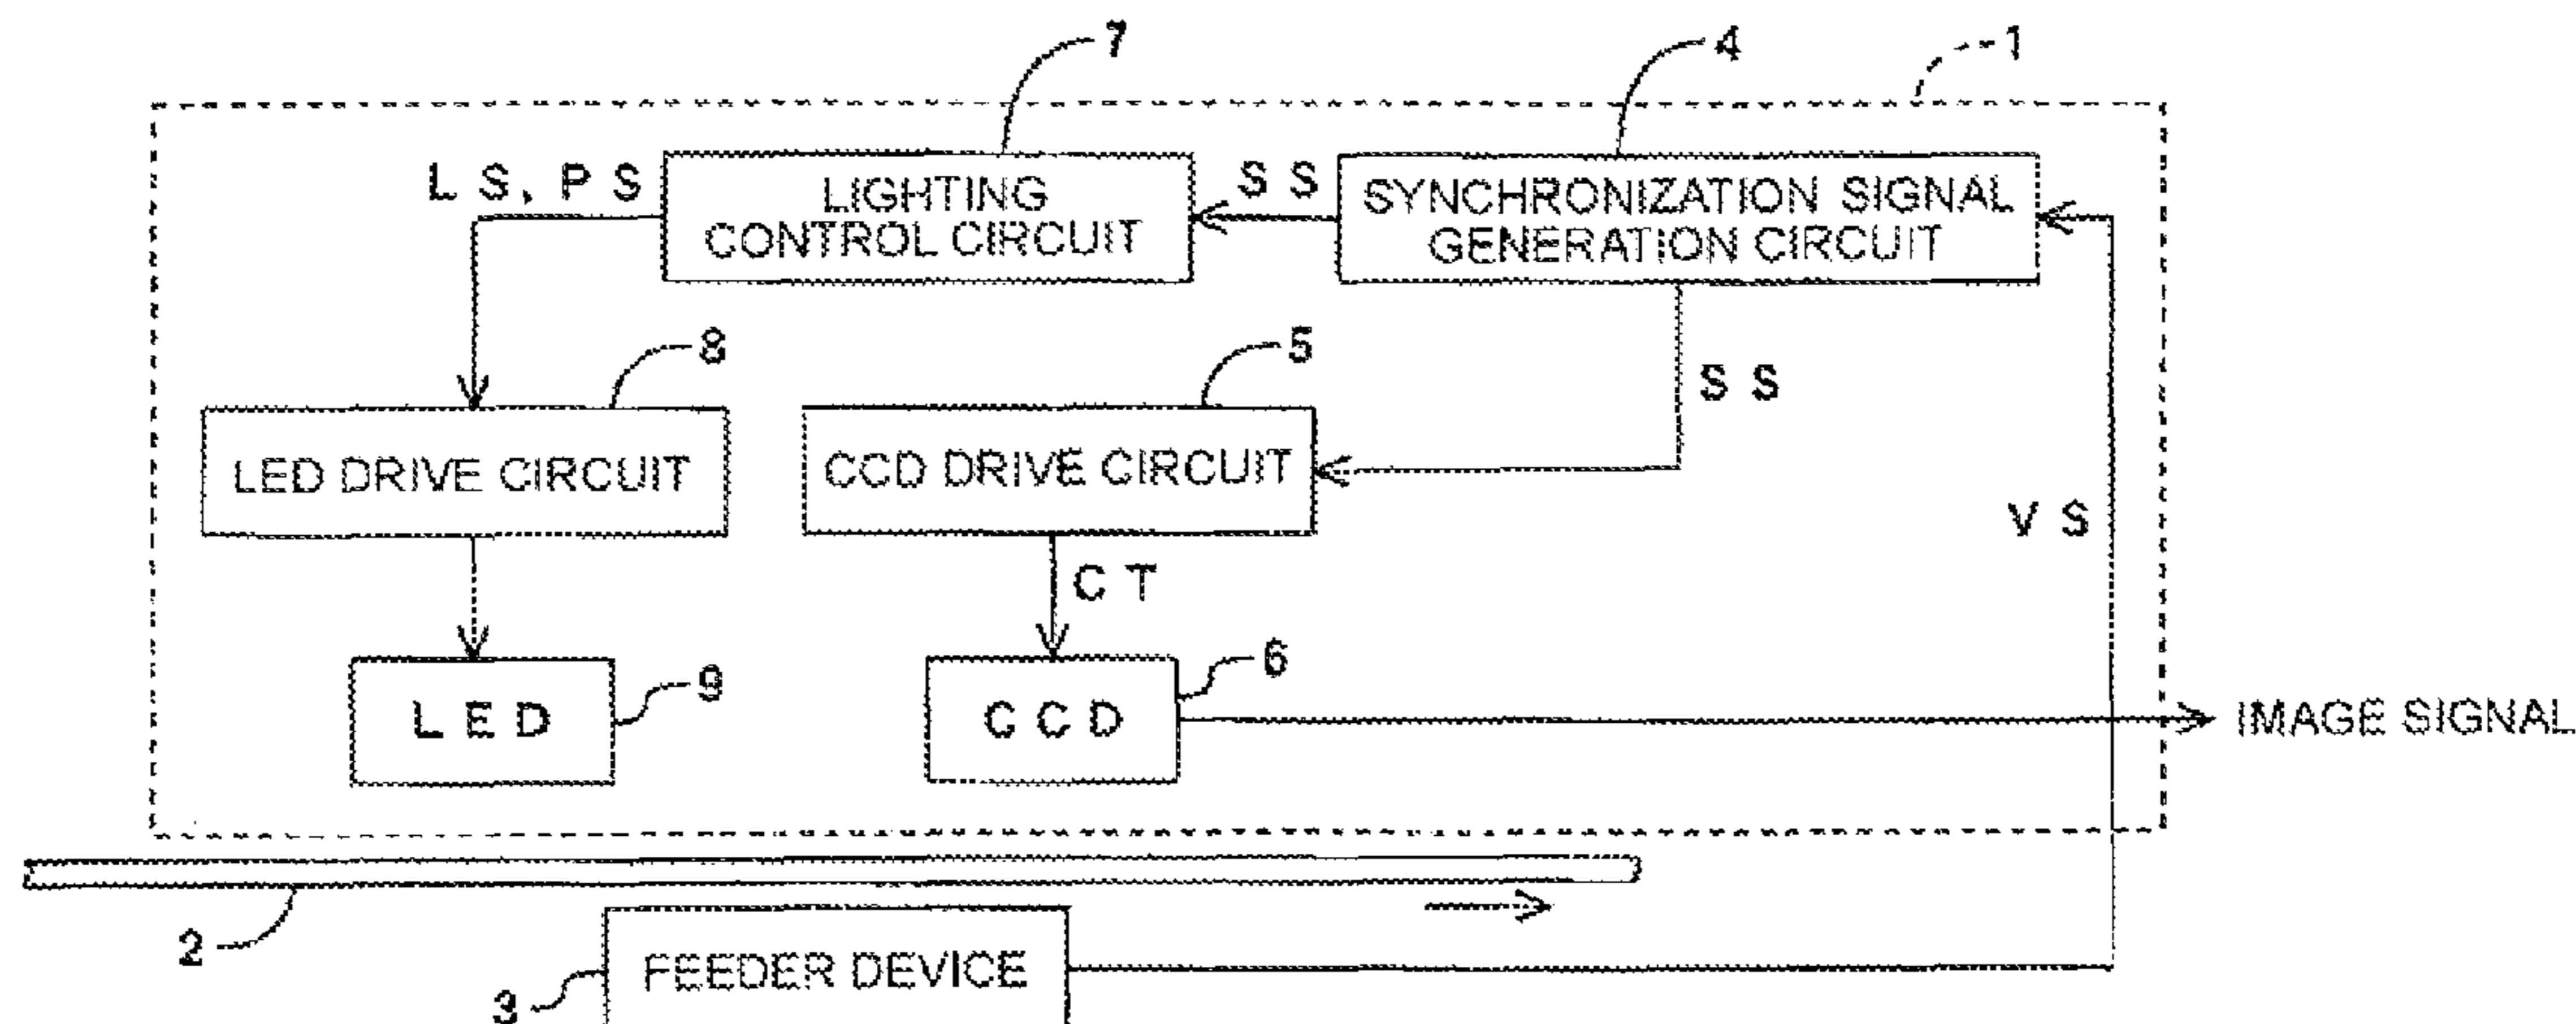 7
4
1
L S, P S
LIGHTING
CONTROL CIRCUIT
S S
SYNCHRONIZATION SIGNAL
GENERATION CIRCUIT
8
5
S S
LED DRIVE CIRCUIT
CCD DRIVE CIRCUIT
V S
C T
9
6
L E D
C C D
IMAGE SIGNAL
2
3
FEEDER DEVICE